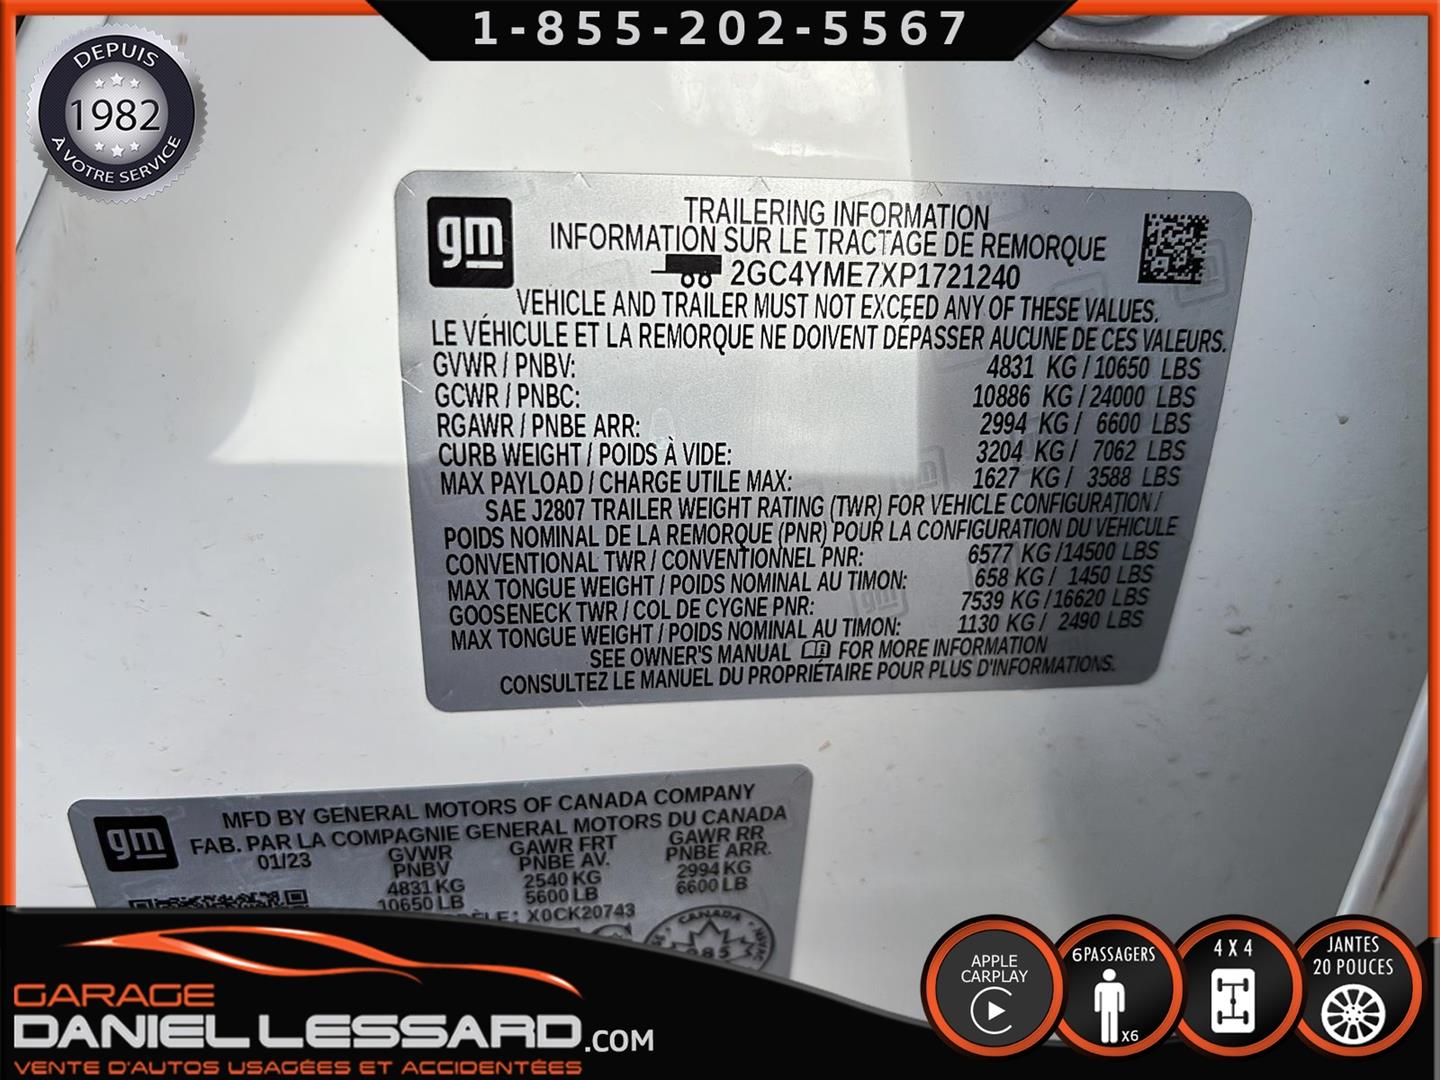 1-855-202-5567
DEPUIS
1982
À VOTRE SERVICE
gm
TRAILERING INFORMATION
INFORMATION SUR LE TRACTAGE DE REMORQUE
2GC4YME7XP1721240
VEHICLE AND TRAILER MUST NOT EXCEED ANY OF THESE VALUES.
LE VÉHICULE ET LA REMORQUE NE DOIVENT DÉPASSER AUCUNE DE CES VALEURS.
GVWR / PNBV: 4831 KG / 10650 LBS
GCWR / PNBC: 10886 KG / 24000 LBS
RGAWR / PNBE ARR: 2994 KG / 6600 LBS
CURB WEIGHT / POIDS À VIDE: 3204 KG / 7062 LBS
MAX PAYLOAD / CHARGE UTILE MAX: 1627 KG / 3588 LBS
SAE J2807 TRAILER WEIGHT RATING (TWR) FOR VEHICLE CONFIGURATION /
POIDS NOMINAL DE LA REMORQUE (PNR) POUR LA CONFIGURATION DU VÉHICULE
CONVENTIONAL TWR / CONVENTIONNEL PNR: 6577 KG /14500 LBS
MAX TONGUE WEIGHT / POIDS NOMINAL AU TIMON: 658 KG / 1450 LBS
GOOSENECK TWR / COL DE CYGNE PNR: 7539 KG /16620 LBS
MAX TONGUE WEIGHT / POIDS NOMINAL AU TIMON: 1130 KG / 2490 LBS
SEE OWNER'S MANUAL FOR MORE INFORMATION
CONSULTEZ LE MANUEL DU PROPRIÉTAIRE POUR PLUS D'INFORMATIONS.
gm
MFD BY GENERAL MOTORS OF CANADA COMPANY
FAB. PAR LA COMPAGNIE GENERAL MOTORS DU CANADA
01/23 GVWR GAWR FRT GAWR RR
PNBV PNBE AV. PNBE ARR.
4831 KG 2540 KG 2994 KG
10650 LB 5600 LB 6600 LB
X0CK20743
CANADA
GARAGE
DANIEL LESSARD.COM
VENTE D'AUTOS USAGÉES ET ACCIDENTÉES
APPLE
CARPLAY
6 PASSAGERS
X6
4 X 4
JANTES
20 POUCES